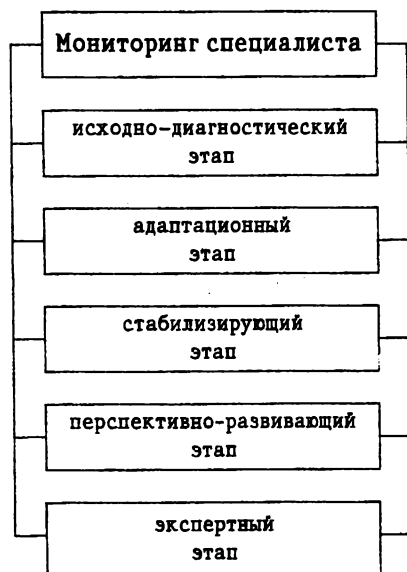 Мониторинг специалиста
исходно-диагностический
этап
адаптационный
этап
стабилизирующий
этап
перспективно-развивающий
этап
экспертный
этап